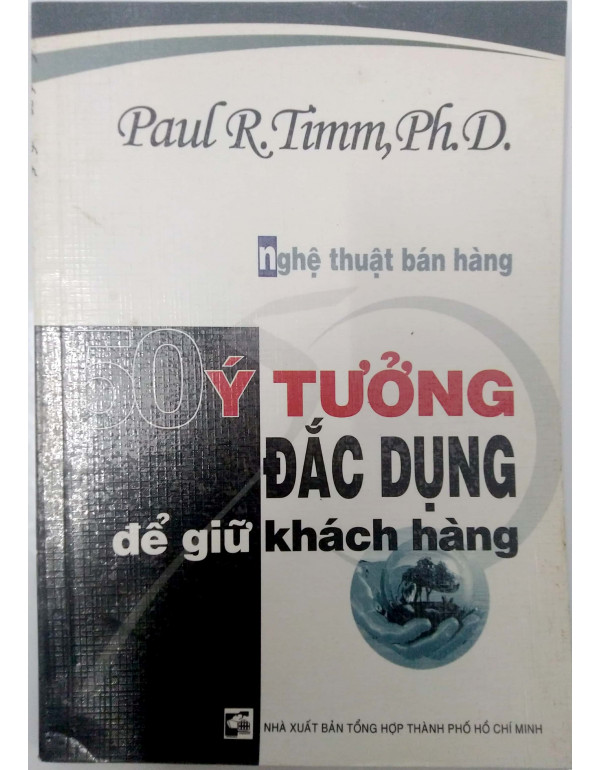 Paul R. Timm, Ph.D.
nghệ thuật bán hàng
50 Ý TƯỞNG
ĐẮC DỤNG
để giữ khách hàng
NHÀ XUẤT BẢN TỔNG HỢP THÀNH PHỐ HỒ CHÍ MINH